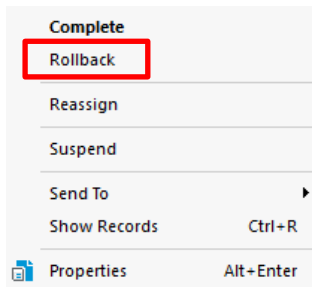 Complete
Rollback
Reassign
Suspend
Send To
Show Records Ctrl+R
Properties Alt+Enter